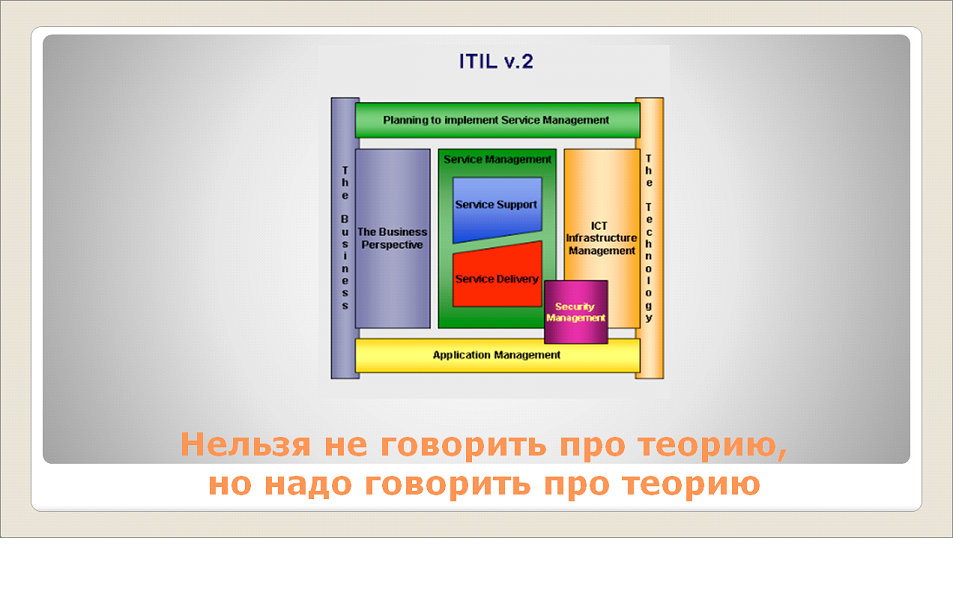 ITIL v.2
Planning to implement Service Management
The Business
The Business
Perspective
Service Management
Service Support
Service Delivery
ICT
Infrastructure
Management
Security
Management
The Technology
Application Management
Нельзя не говорить про теорию,
но надо говорить про теорию